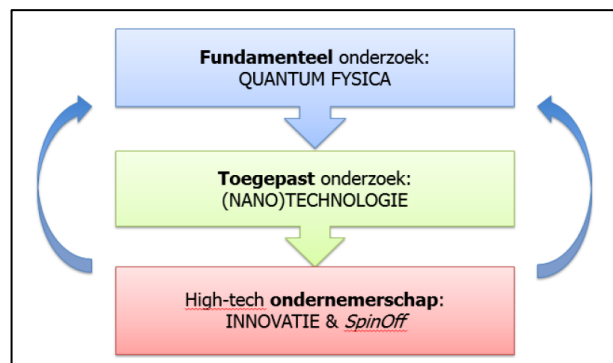 Fundamenteel onderzoek:
QUANTUM FYSICA
Toegepast onderzoek:
(NANO)TECHNOLOGIE
High-tech ondernemerschap:
INNOVATIE & SpinOff